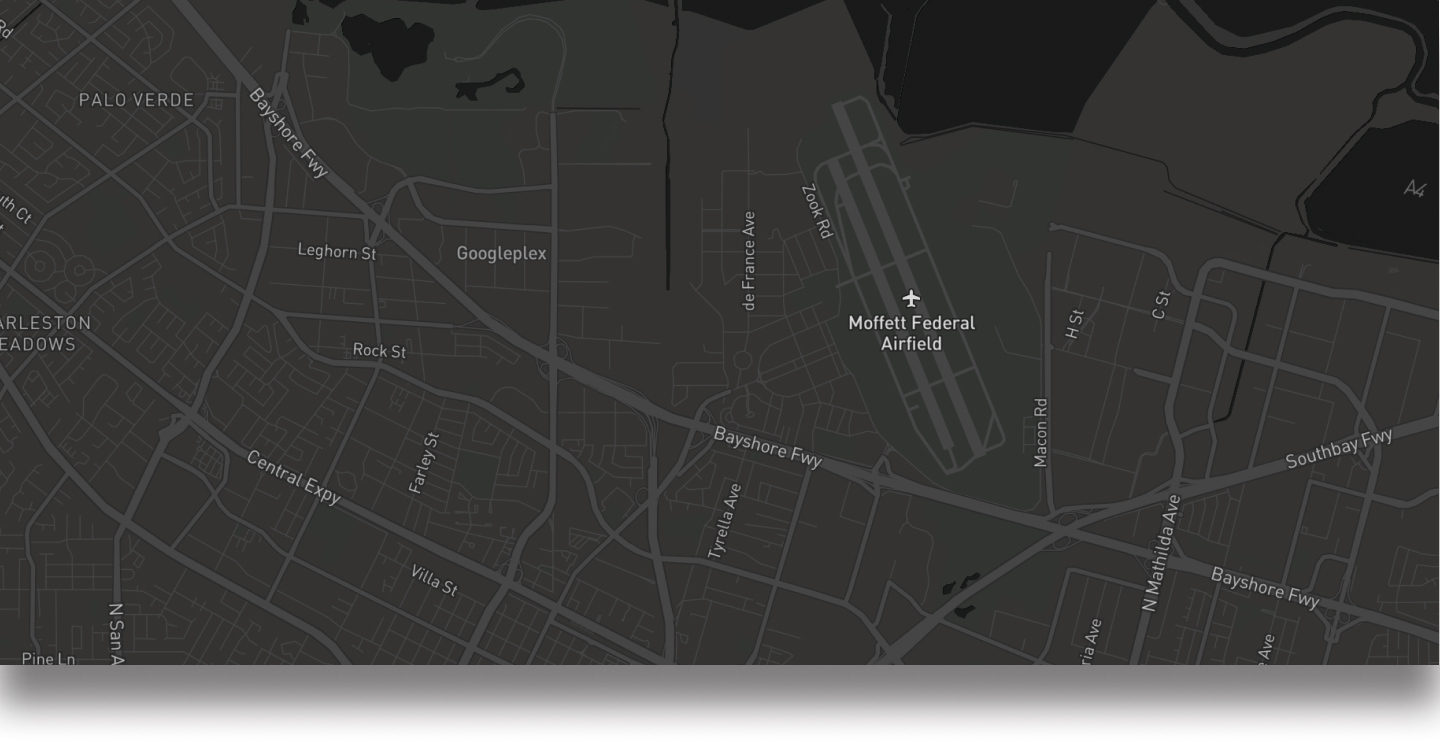 Rd
PALO VERDE
Bayshore Fwy
A4
uth Ct
Zook Rd
de France Ave
Leghorn St
Googleplex
C St
H St
Moffett Federal
Airfield
ARLESTON
EADOWS
Rock St
Macon Rd
Farley St
Bayshore Fwy
Southbay Fwy
Central Expy
Tyrella Ave
N Mathilda Ave
Villa St
Bayshore Fwy
N San A
ria Ave
e Ave
Pine Ln